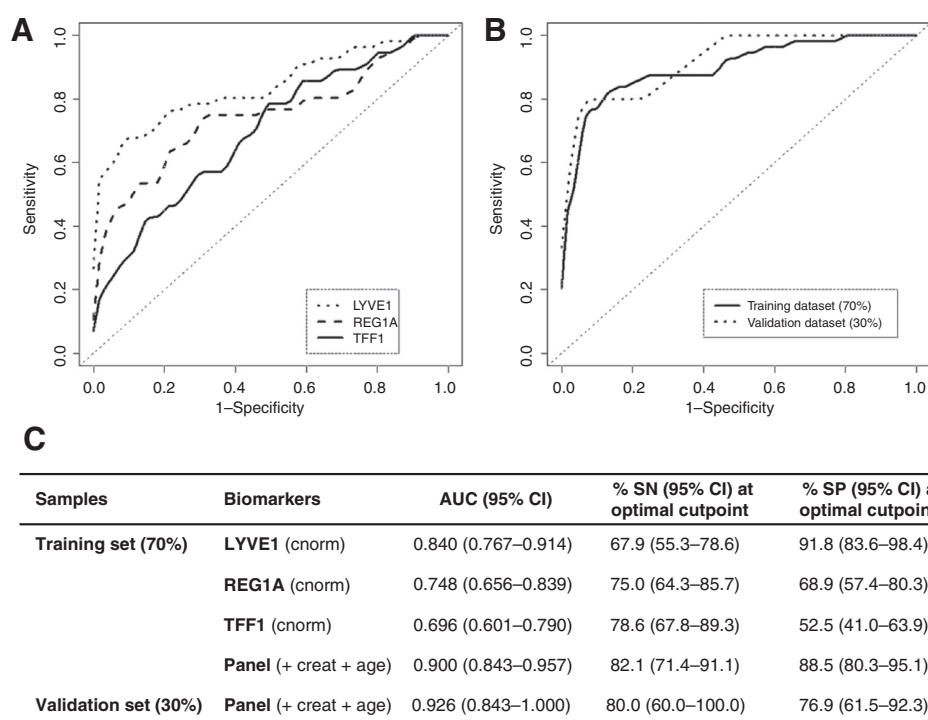 A
Sensitivity
0.0 0.2 0.4 0.6 0.8 1.0
LYVE1
REG1A
TFF1
0.0 0.2 0.4 0.6 0.8 1.0
1–Specificity
B
Sensitivity
0.0 0.2 0.4 0.6 0.8 1.0
Training dataset (70%)
Validation dataset (30%)
0.0 0.2 0.4 0.6 0.8 1.0
1–Specificity
C
Samples Biomarkers AUC (95% CI) % SN (95% CI) at optimal cutpoint % SP (95% CI) optimal
Training set (70%) LYVE1 (cnorm) 0.840 (0.767–0.914) 67.9 (55.3–78.6) 91.8 (83.6–98.4)
REG1A (cnorm) 0.748 (0.656–0.839) 75.0 (64.3–85.7) 68.9 (57.4–80.3)
TFF1 (cnorm) 0.696 (0.601–0.790) 78.6 (67.8–89.3) 52.5 (41.0–63.9)
Panel (+ creat + age) 0.900 (0.843–0.957) 82.1 (71.4–91.1) 88.5 (80.3–95.1)
Validation set (30%) Panel (+ creat + age) 0.926 (0.843–1.000) 80.0 (60.0–100.0) 76.9 (61.5–92.3)